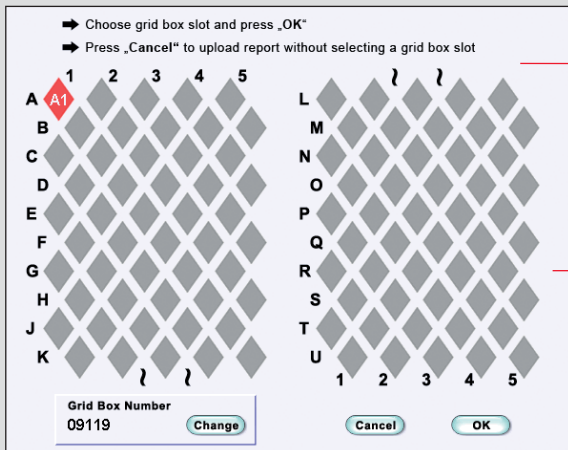 ➡ Choose grid box slot and press „OK“
➡ Press „Cancel“ to upload report without selecting a grid box slot
1 2 3 4 5
A A1 L
B M
C N
D O
E P
F Q
G R
H S
J T
K U
1 2 3 4 5
Grid Box Number
09119 Change Cancel OK